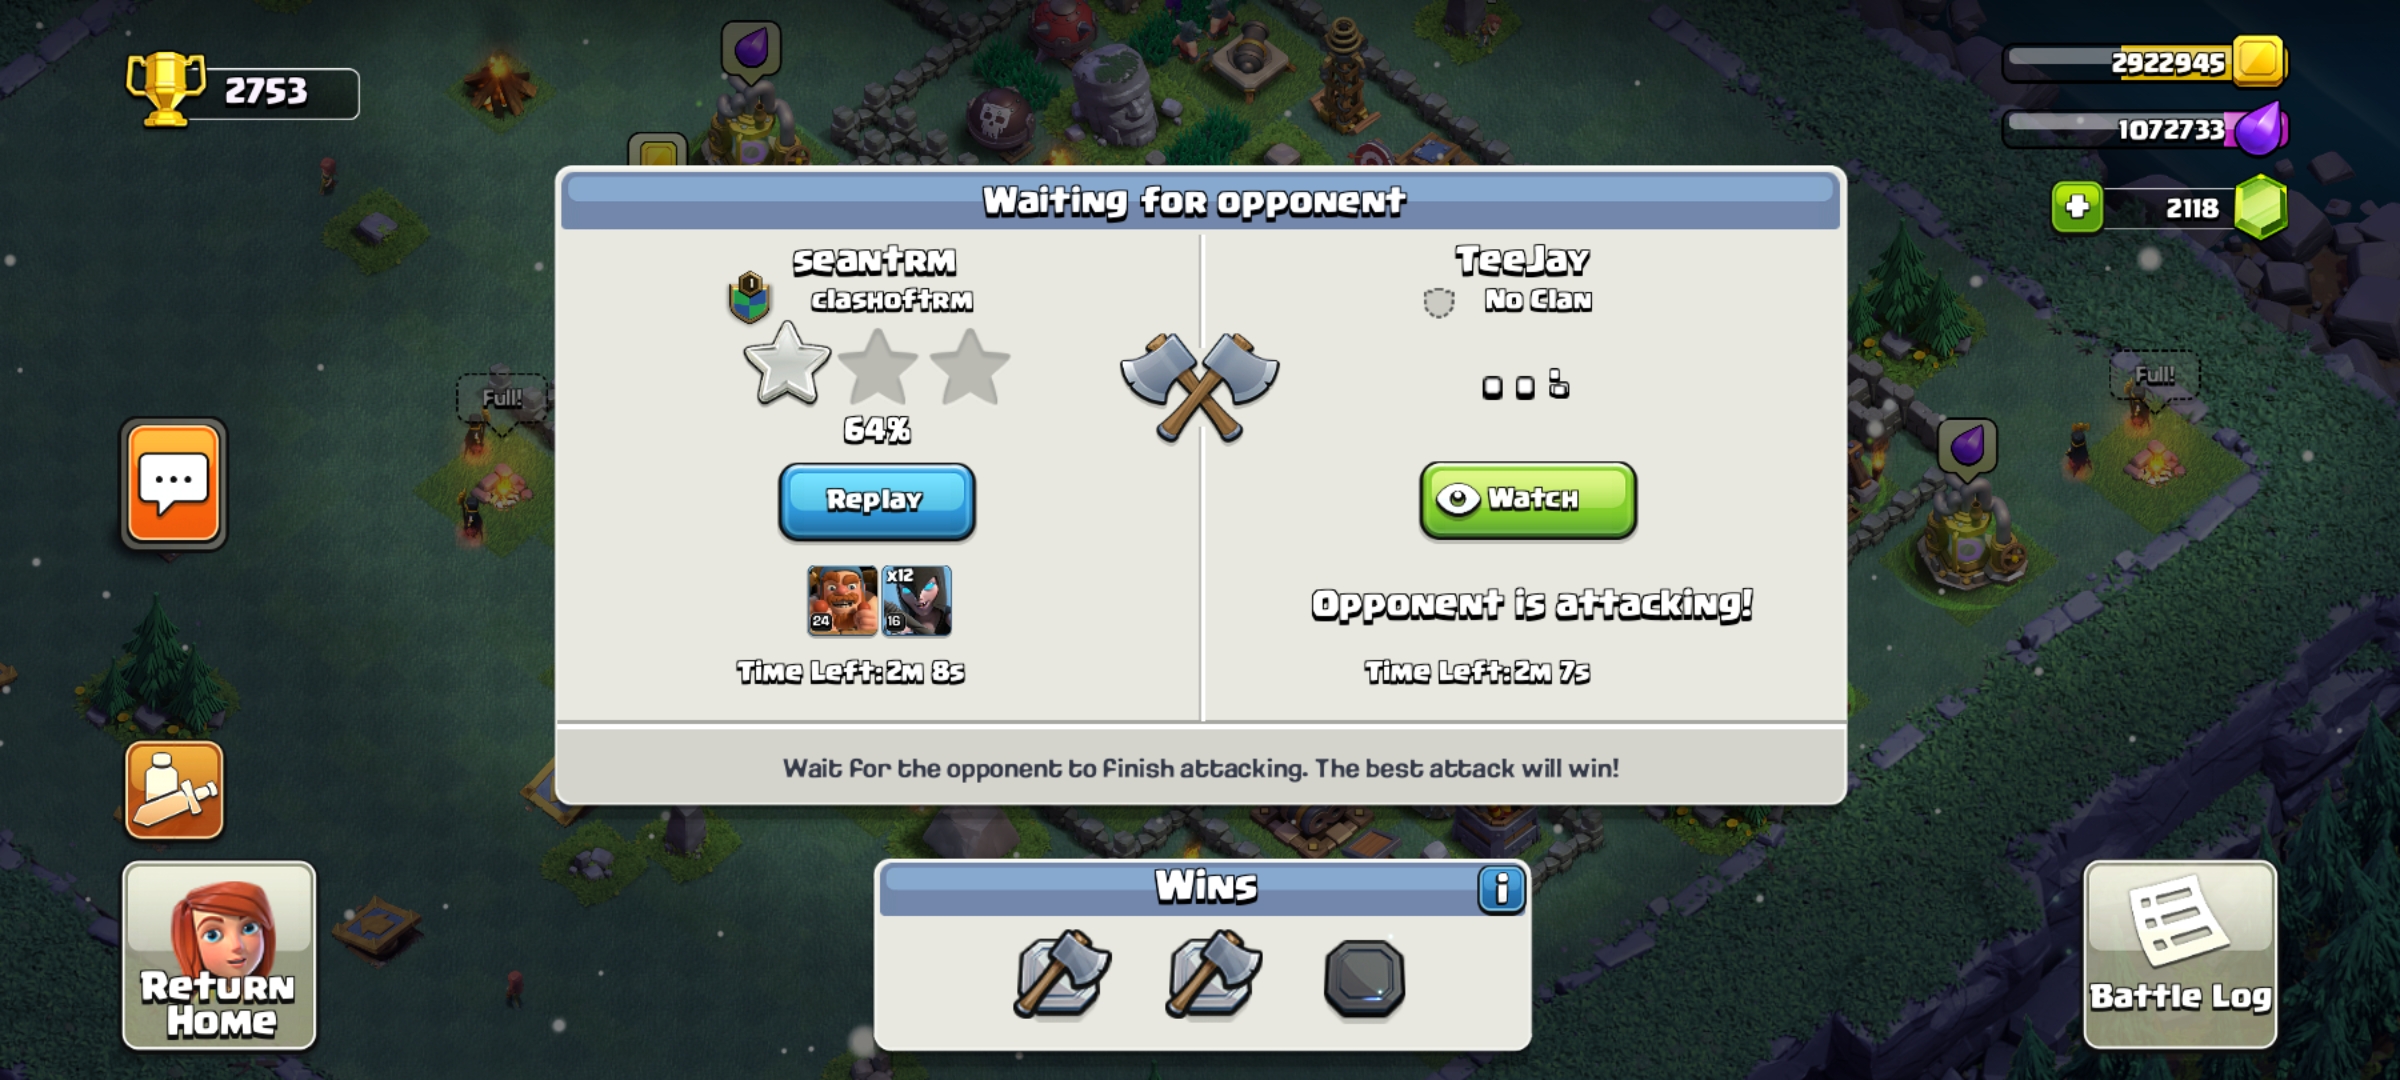 2753
2922945
1072733
2118
Waiting for opponent
seantrm
clashoftrm
TeeJay
No Clan
64%
Full!
Full!
Replay
Watch
x12
24
16
Opponent is attacking!
Time Left:2m 8s
Time Left:2m 7s
Wait for the opponent to finish attacking. The best attack will win!
Wins
i
Return
Home
Battle Log
1